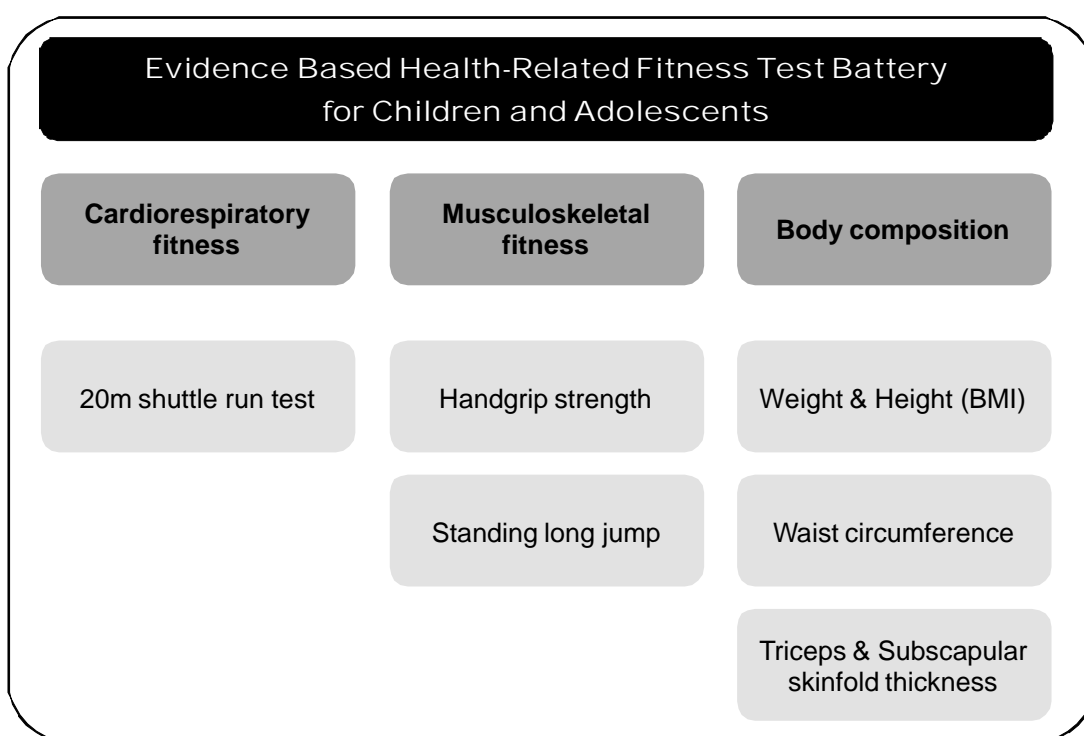 Evidence Based Health-Related Fitness Test Battery
for Children and Adolescents
Cardiorespiratory
fitness
Musculoskeletal
fitness
Body composition
20m shuttle run test
Handgrip strength
Weight & Height (BMI)
Standing long jump
Waist circumference
Triceps & Subscapular
skinfold thickness